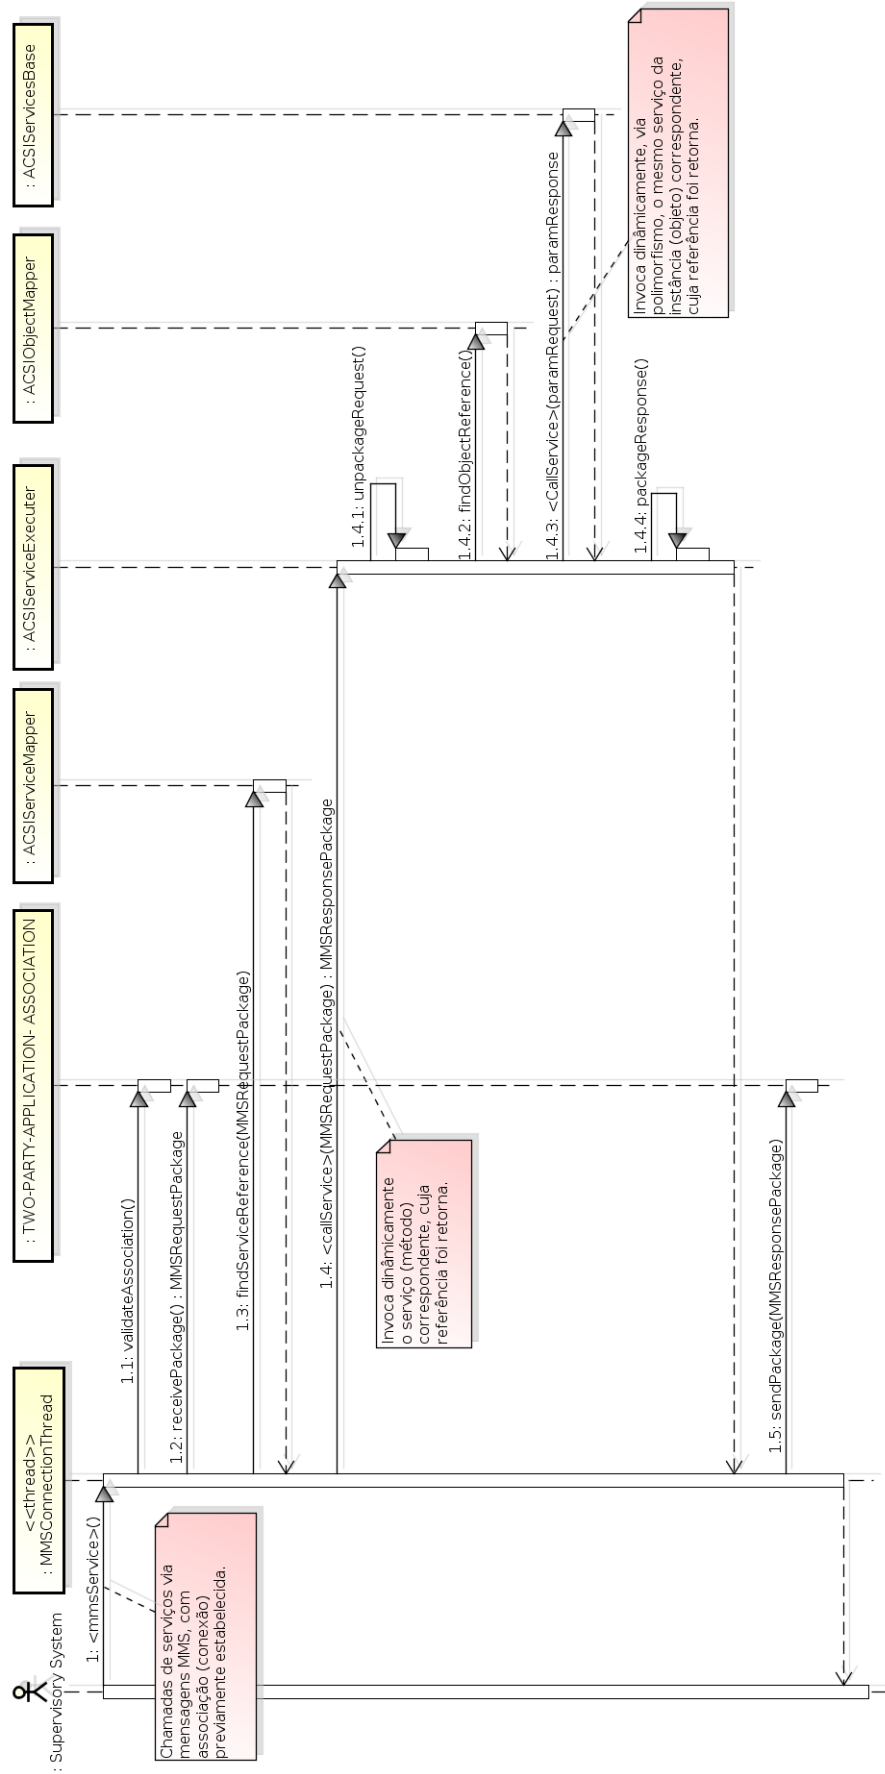 : Supervisory System
<<thread>>
: MMSConnectionThread
: TWO-PARTY-APPLICATION- ASSOCIATION
: ACSIServiceMapper
: ACSIServiceExecuter
: ACSIObjectMapper
: ACSIServicesBase
1: <mmsService>()
Chamadas de serviços via
mensagens MMS, com
associação (conexão)
previamente estabelecida.
1.1: validateAssociation()
1.2: receivePackage() : MMSRequestPackage
1.3: findServiceReference(MMSRequestPackage)
1.4: <callService>(MMSRequestPackage) : MMSResponsePackage
Invoca dinâmicamente
o serviço (método)
correspondente, cuja
referência foi retorna.
1.4.1: unpackageRequest()
1.4.2: findObjectReference()
1.4.3: <CallService>(paramRequest) : paramResponse
Invoca dinâmicamente, via
polimorfismo, o mesmo serviço da
instância (objeto) correspondente,
cuja referência foi retorna.
1.4.4: packageResponse()
1.5: sendPackage(MMSResponsePackage)